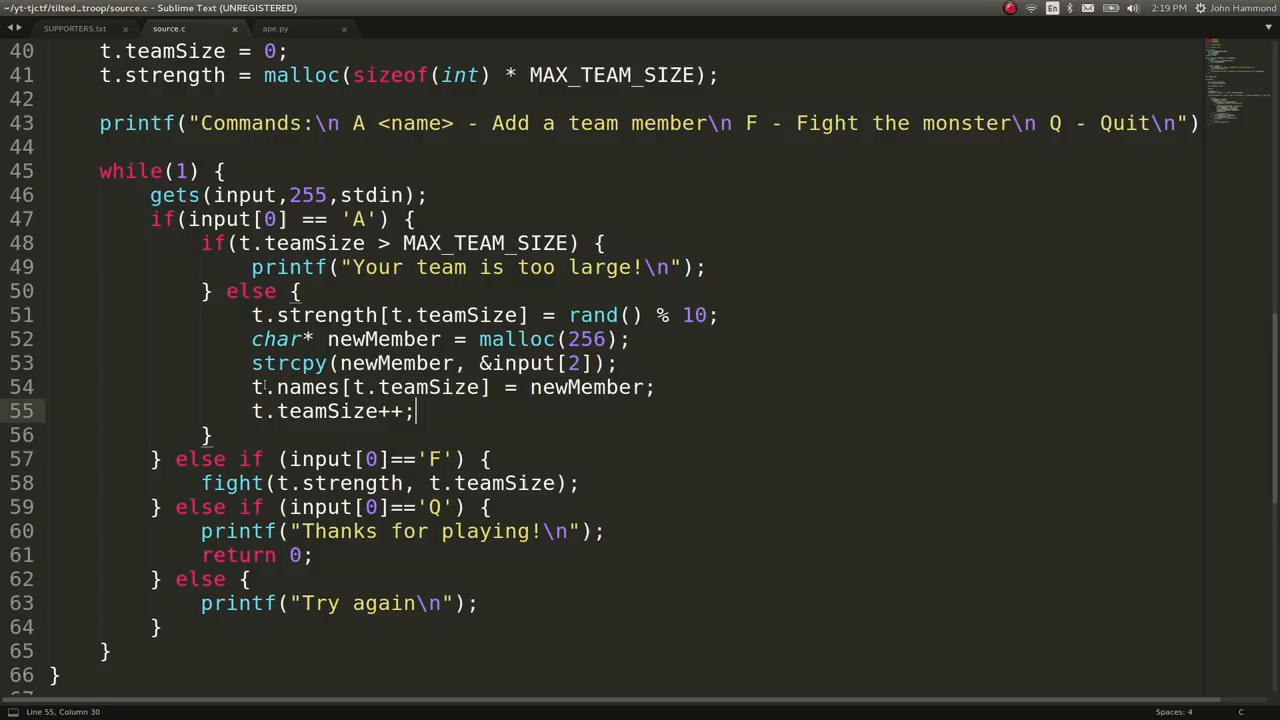 ~/yt-tjctf/tilted_troop/source.c - Sublime Text (UNREGISTERED)
En
2:19 PM
John Hammond
SUPPORTERS.txt × source.c × ape.py ×
40 t.teamSize = 0;
41 t.strength = malloc(sizeof(int) * MAX_TEAM_SIZE);
42
43 printf("Commands:\n A <name> - Add a team member\n F - Fight the monster\n Q - Quit\n")
44
45 while(1) {
46 gets(input,255,stdin);
47 if(input[0] == 'A') {
48 if(t.teamSize > MAX_TEAM_SIZE) {
49 printf("Your team is too large!\n");
50 } else {
51 t.strength[t.teamSize] = rand() % 10;
52 char* newMember = malloc(256);
53 strcpy(newMember, &input[2]);
54 t.names[t.teamSize] = newMember;
55 t.teamSize++;
56 }
57 } else if (input[0]=='F') {
58 fight(t.strength, t.teamSize);
59 } else if (input[0]=='Q') {
60 printf("Thanks for playing!\n");
61 return 0;
62 } else {
63 printf("Try again\n");
64 }
65 }
66 }
Line 55, Column 30
Spaces: 4
C